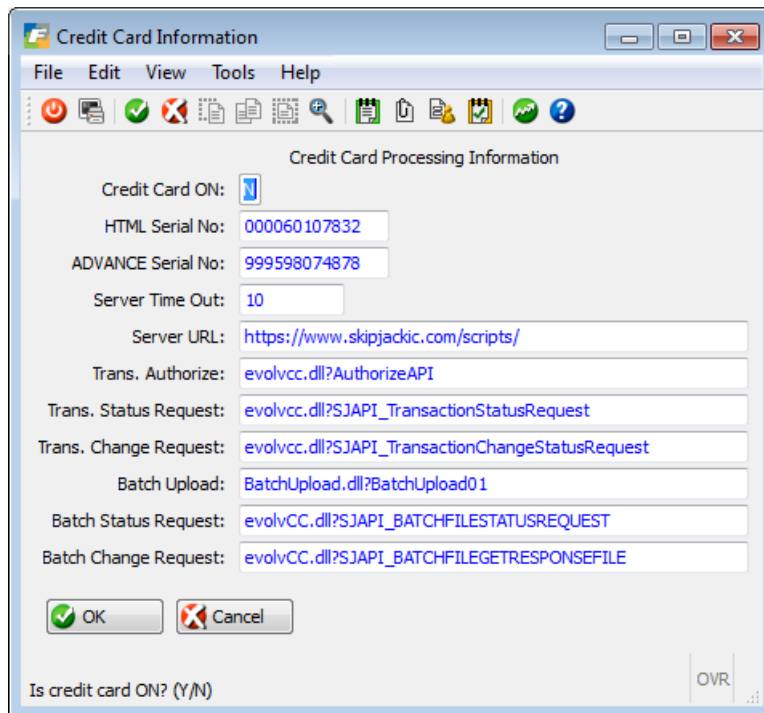 Credit Card Information
File Edit View Tools Help
Credit Card Processing Information
Credit Card ON: N
HTML Serial No: 000060107832
ADVANCE Serial No: 999598074878
Server Time Out: 10
Server URL: https://www.skipjackic.com/scripts/
Trans. Authorize: evolvcc.dll?AuthorizeAPI
Trans. Status Request: evolvcc.dll?SJAPI_TransactionStatusRequest
Trans. Change Request: evolvcc.dll?SJAPI_TransactionChangeStatusRequest
Batch Upload: BatchUpload.dll?BatchUpload01
Batch Status Request: evolvCC.dll?SJAPI_BATCHFILESTATUSREQUEST
Batch Change Request: evolvCC.dll?SJAPI_BATCHFILEGETRESPONSEFILE
OK Cancel
Is credit card ON? (Y/N) OVR